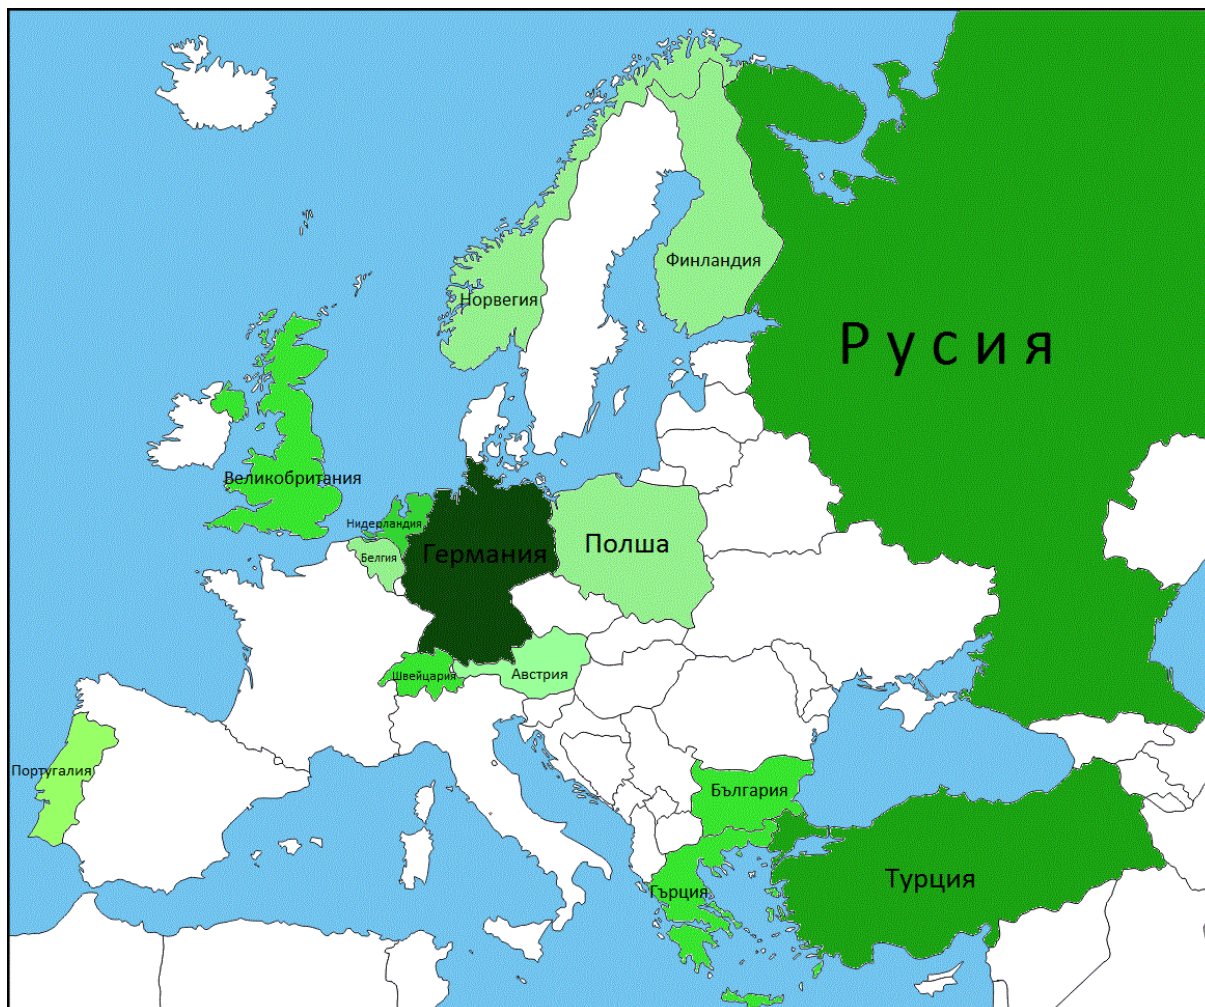 Финландия
Норвегия
Русия
Великобритания
Нидерландия
Белгия
Германия
Полша
Швейцария
Австрия
Португалия
България
Гърция
Турция